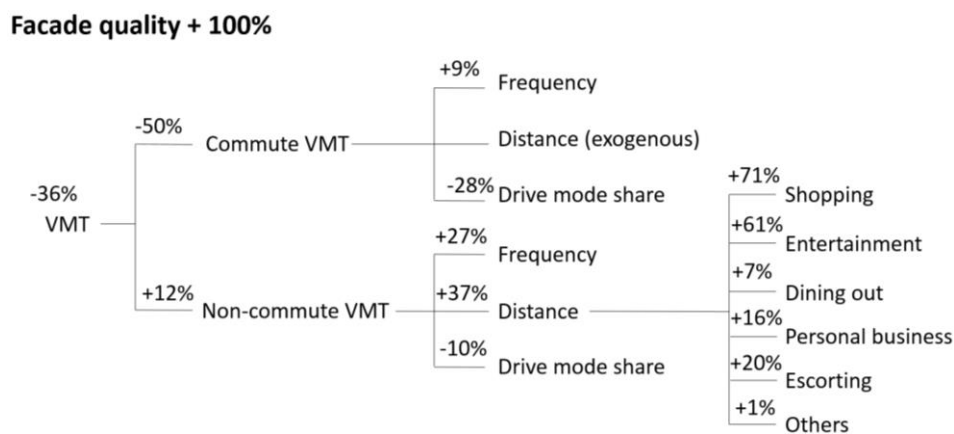 Facade quality + 100%
-36%
VMT
-50%
Commute VMT
+9%
Frequency
Distance (exogenous)
-28%
Drive mode share
+12%
Non-commute VMT
+27%
Frequency
+37%
Distance
-10%
Drive mode share
+71%
Shopping
+61%
Entertainment
+7%
Dining out
+16%
Personal business
+20%
Escorting
+1%
Others